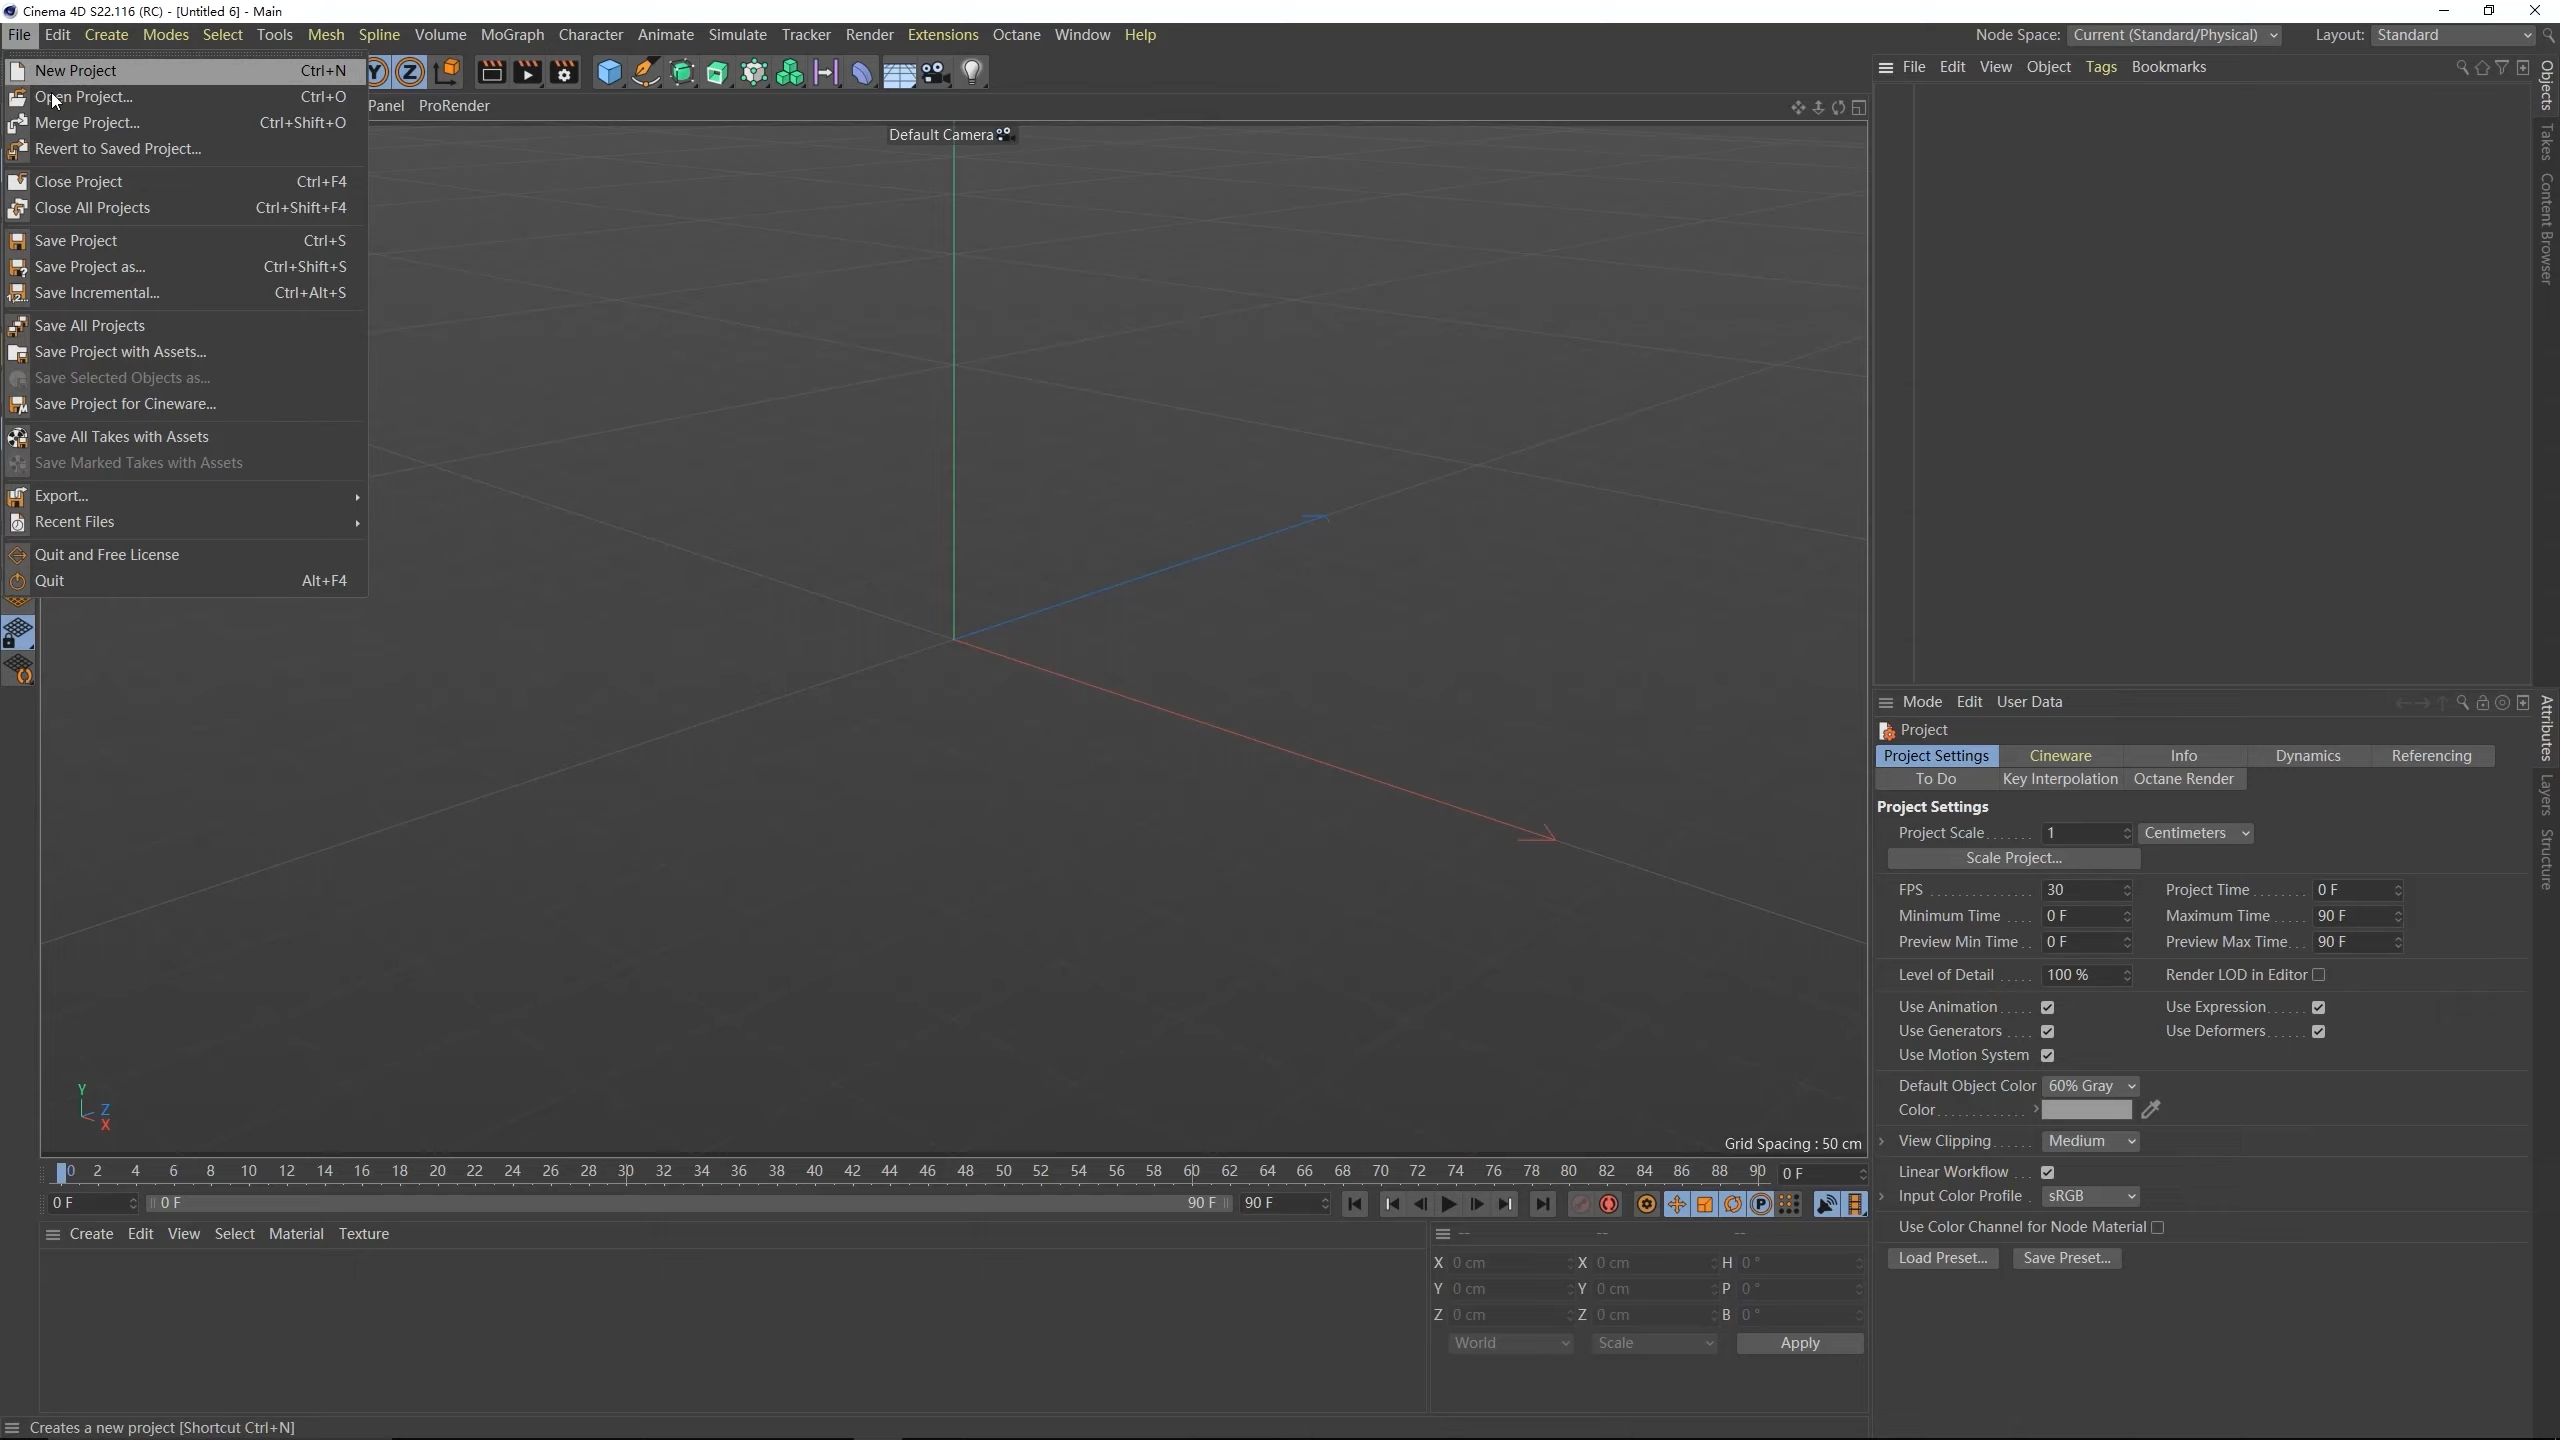 Cinema 4D S22.116 (RC) - [Untitled 6] - Main
File Edit Create Modes Select Tools Mesh Spline Volume MoGraph Character Animate Simulate Tracker Render Extensions Octane Window Help
Node Space: Current (Standard/Physical) Layout: Standard
New Project Ctrl+N
Open Project... Ctrl+O
Merge Project... Ctrl+Shift+O
Revert to Saved Project...
Close Project Ctrl+F4
Close All Projects Ctrl+Shift+F4
Save Project Ctrl+S
Save Project as... Ctrl+Shift+S
Save Incremental... Ctrl+Alt+S
Save All Projects
Save Project with Assets...
Save Selected Objects as...
Save Project for Cineware...
Save All Takes with Assets
Save Marked Takes with Assets
Export...
Recent Files
Quit and Free License
Quit Alt+F4
Y Z
Panel ProRender
Default Camera
Y
Z
X
Grid Spacing : 50 cm
0 2 4 6 8 10 12 14 16 18 20 22 24 26 28 30 32 34 36 38 40 42 44 46 48 50 52 54 56 58 60 62 64 66 68 70 72 74 76 78 80 82 84 86 88 90 0 F
0 F 0 F 90 F 90 F
P
Create Edit View Select Material Texture
-- -- --
X 0 cm X 0 cm H 0 °
Y 0 cm Y 0 cm P 0 °
Z 0 cm Z 0 cm B 0 °
World Scale Apply
Creates a new project [Shortcut Ctrl+N]
File Edit View Object Tags Bookmarks
Objects
Takes
Content Browser
Mode Edit User Data
Project
Project Settings Cineware Info Dynamics Referencing
To Do Key Interpolation Octane Render
Project Settings
Project Scale 1 Centimeters
Scale Project...
FPS 30 Project Time 0 F
Minimum Time 0 F Maximum Time 90 F
Preview Min Time 0 F Preview Max Time 90 F
Level of Detail 100 % Render LOD in Editor
Use Animation Use Expression
Use Generators Use Deformers
Use Motion System
Default Object Color 60% Gray
Color
View Clipping Medium
Linear Workflow
Input Color Profile sRGB
Use Color Channel for Node Material
Load Preset... Save Preset...
Attributes
Layers
Structure